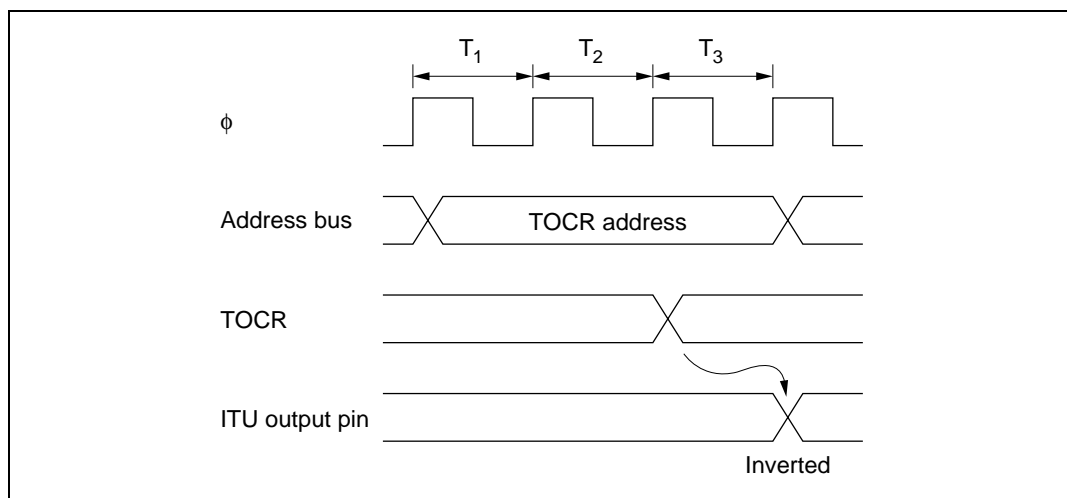 T1 T2 T3
φ
Address bus TOCR address
TOCR
ITU output pin
Inverted